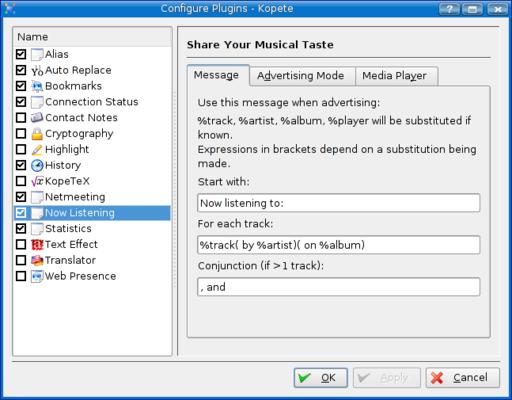 Configure Plugins - Kopete
Name
Alias
Auto Replace
Bookmarks
Connection Status
Contact Notes
Cryptography
Highlight
History
KopeTeX
Netmeeting
Now Listening
Statistics
Text Effect
Translator
Web Presence
Share Your Musical Taste
Message
Advertising Mode
Media Player
Use this message when advertising:
%track, %artist, %album, %player will be substituted if
known.
Expressions in brackets depend on a substitution being
made.
Start with:
Now listening to:
For each track:
%track( by %artist)( on %album)
Conjunction (if >1 track):
, and
OK
Apply
Cancel